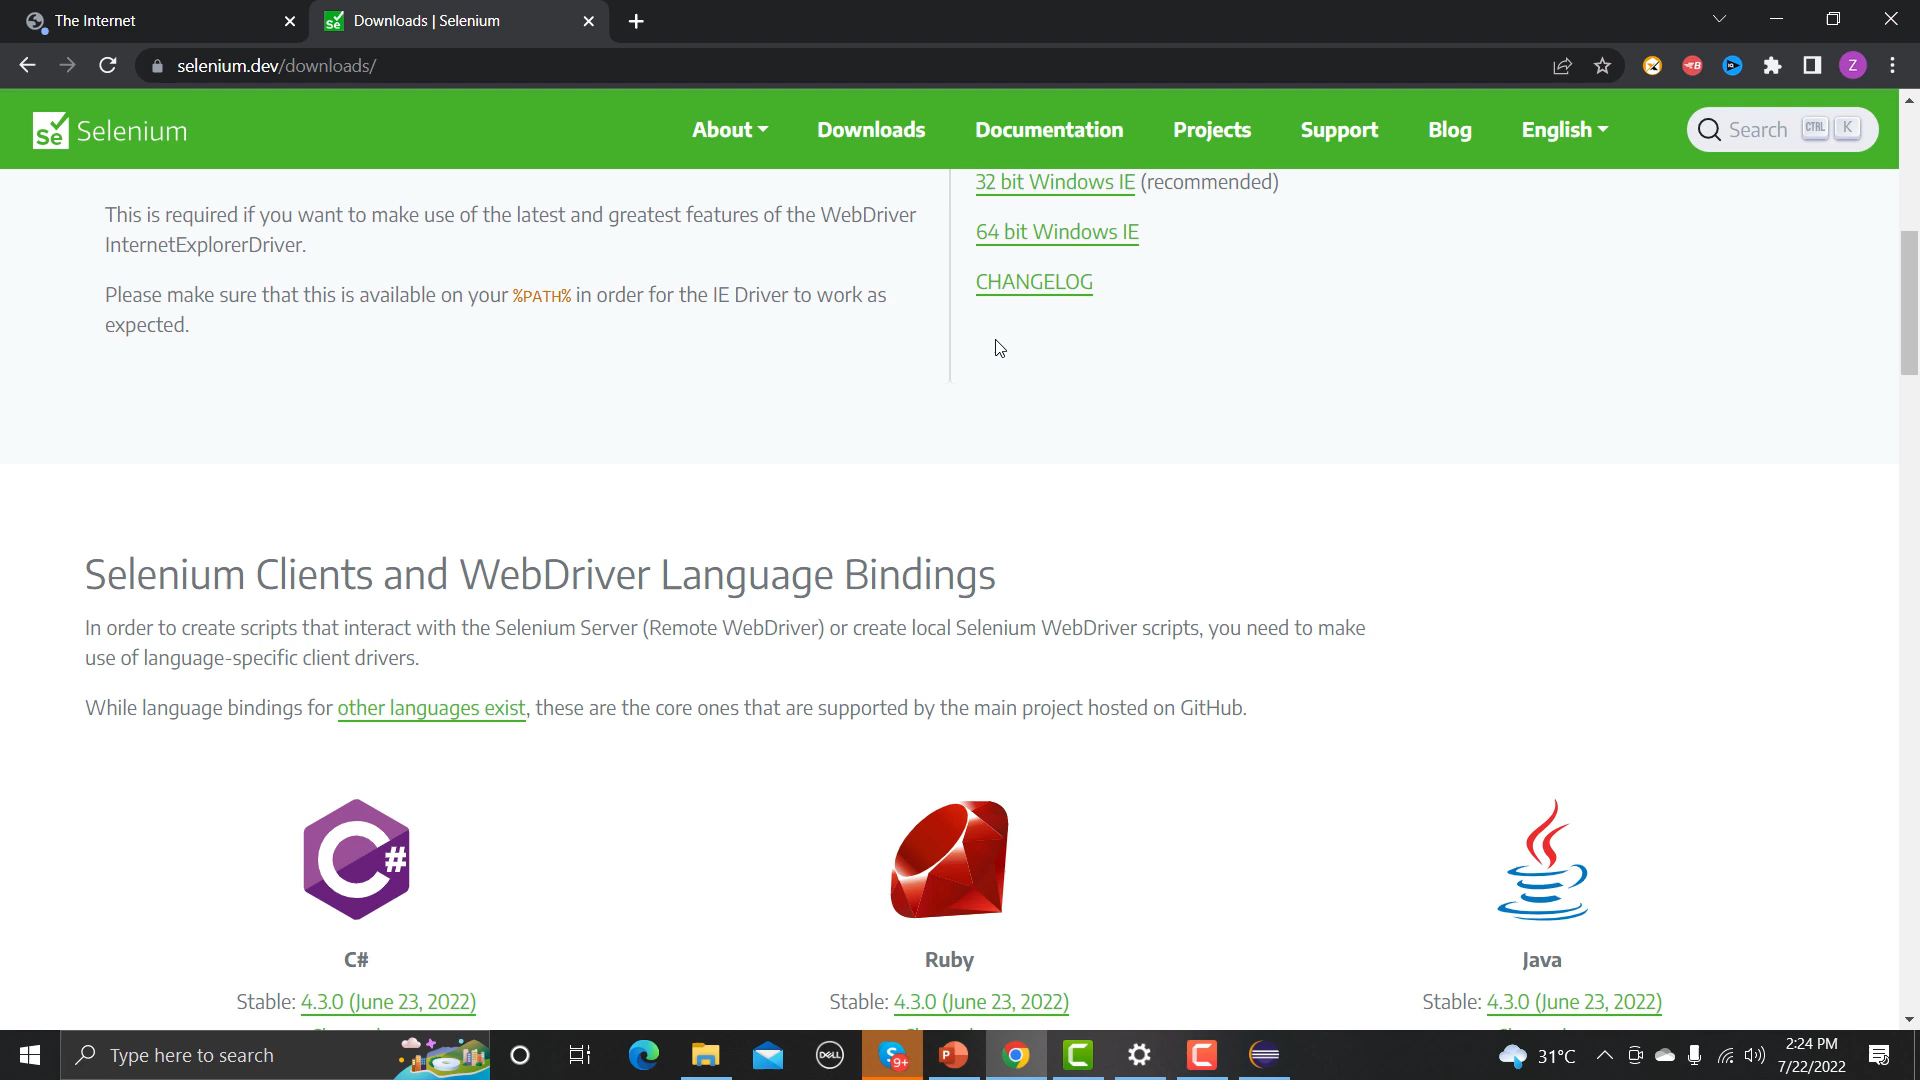 The Internet
Downloads | Selenium
selenium.dev/downloads/
Z
Se Selenium
About
Downloads
Documentation
Projects
Support
Blog
English
Search CTRL K
32 bit Windows IE (recommended)
This is required if you want to make use of the latest and greatest features of the WebDriver
InternetExplorerDriver.
64 bit Windows IE
CHANGELOG
Please make sure that this is available on your %PATH% in order for the IE Driver to work as
expected.
Selenium Clients and WebDriver Language Bindings
In order to create scripts that interact with the Selenium Server (Remote WebDriver) or create local Selenium WebDriver scripts, you need to make
use of language-specific client drivers.
While language bindings for other languages exist, these are the core ones that are supported by the main project hosted on GitHub.
C#
Ruby
Java
Stable: 4.3.0 (June 23, 2022)
Stable: 4.3.0 (June 23, 2022)
Stable: 4.3.0 (June 23, 2022)
Type here to search
DELL
9+
31°C
2:24 PM
7/22/2022